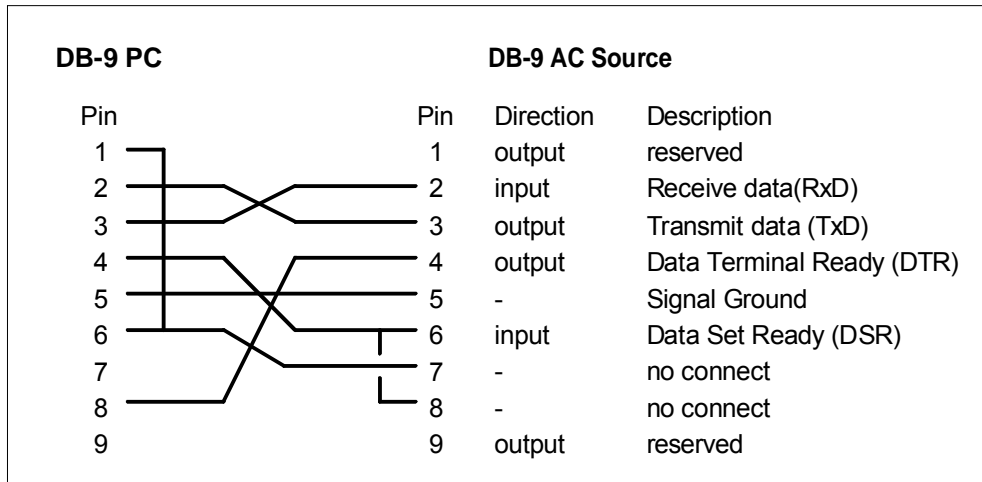 DB-9 PC DB-9 AC Source
Pin Pin Direction Description
1 1 output reserved
2 2 input Receive data(RxD)
3 3 output Transmit data (TxD)
4 4 output Data Terminal Ready (DTR)
5 5 - Signal Ground
6 6 input Data Set Ready (DSR)
7 7 - no connect
8 8 - no connect
9 9 output reserved